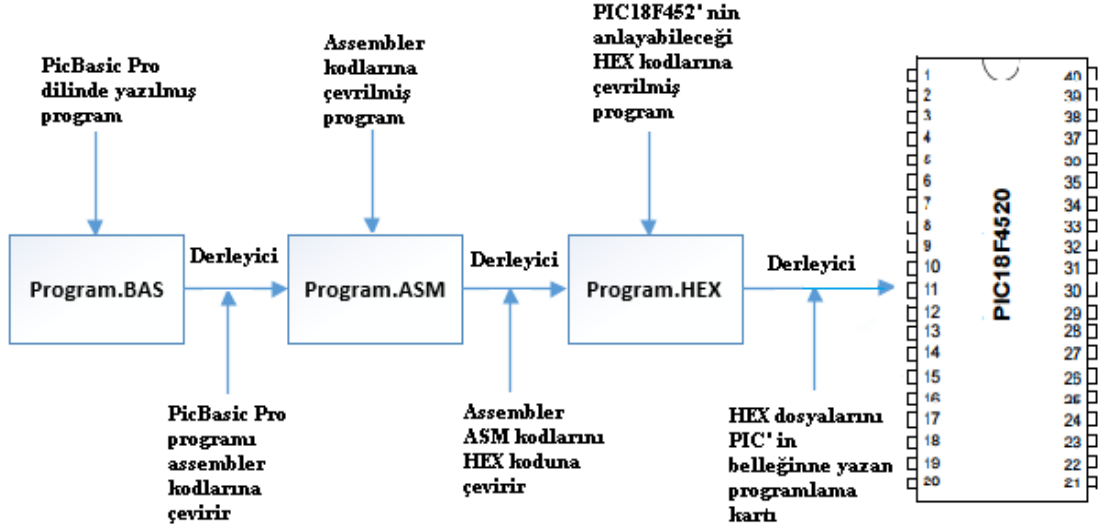 PicBasic Pro
dilinde yazılmış
program
Assembler
kodlarına
çevrilmiş
program
PIC18F452' nin
anlayabileceği
HEX kodlarına
çevrilmiş
program
Program.BAS
Derleyici
Program.ASM
Derleyici
Program.HEX
Derleyici
PicBasic Pro
programı
assembler
kodlarına
çevirir
Assembler
ASM kodlarını
HEX koduna
çevirir
HEX dosyalarını
PIC' in
belleğinne yazan
programlama
kartı
PIC18F4520
1 40
2 39
3 38
4 37
5
6 35
7 34
8 33
9 32
10 31
11 30
12 29
13 28
14 27
15 26
16 25
17 24
18 23
19 22
20 21